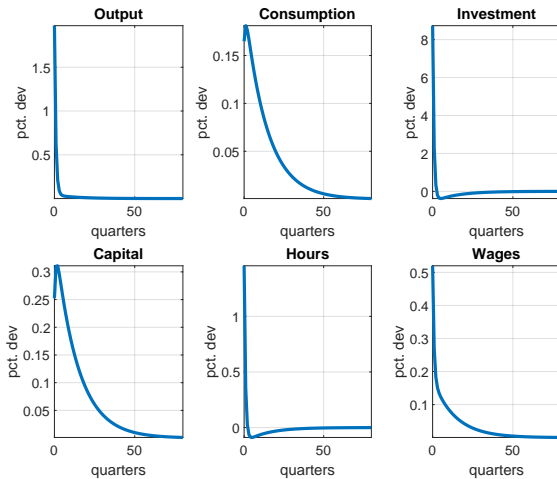 Output
pct. dev
1.5
1
0.5
0
50
quarters
Consumption
pct. dev
0.15
0.1
0.05
0
50
quarters
Investment
pct. dev
8
6
4
2
0
0
50
quarters
Capital
pct. dev
0.3
0.25
0.2
0.15
0.1
0.05
0
50
quarters
Hours
pct. dev
1
0.5
0
0
50
quarters
Wages
pct. dev
0.5
0.4
0.3
0.2
0.1
0
50
quarters